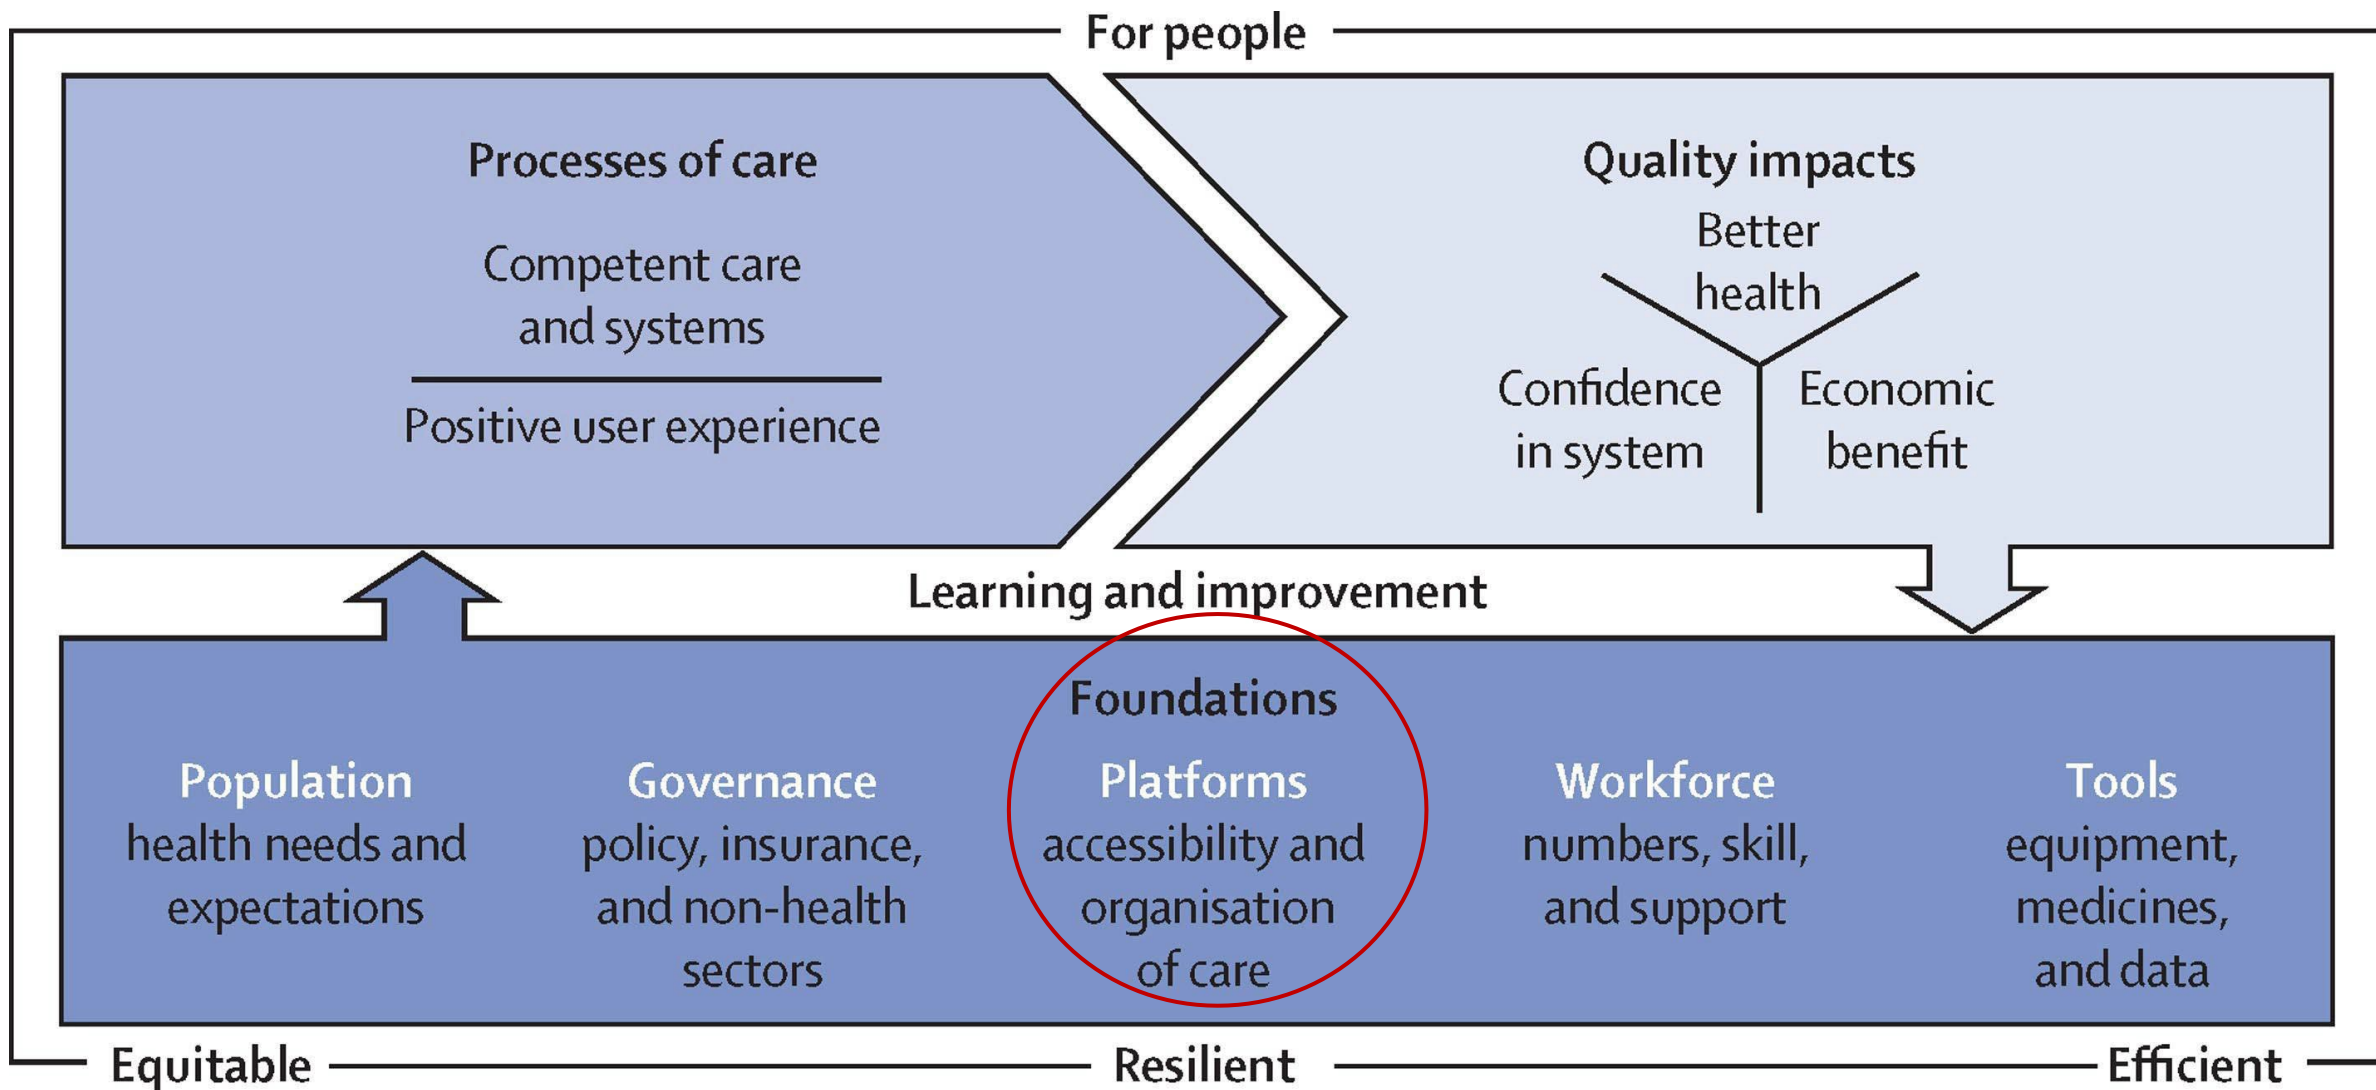 For people
Processes of care
Competent care
and systems
Positive user experience
Quality impacts
Better
health
Confidence
in system
Economic
benefit
Learning and improvement
Foundations
Population
health needs and
expectations
Governance
policy, insurance,
and non-health
sectors
Platforms
accessibility and
organisation
of care
Workforce
numbers, skill,
and support
Tools
equipment,
medicines,
and data
Equitable
Resilient
Efficient